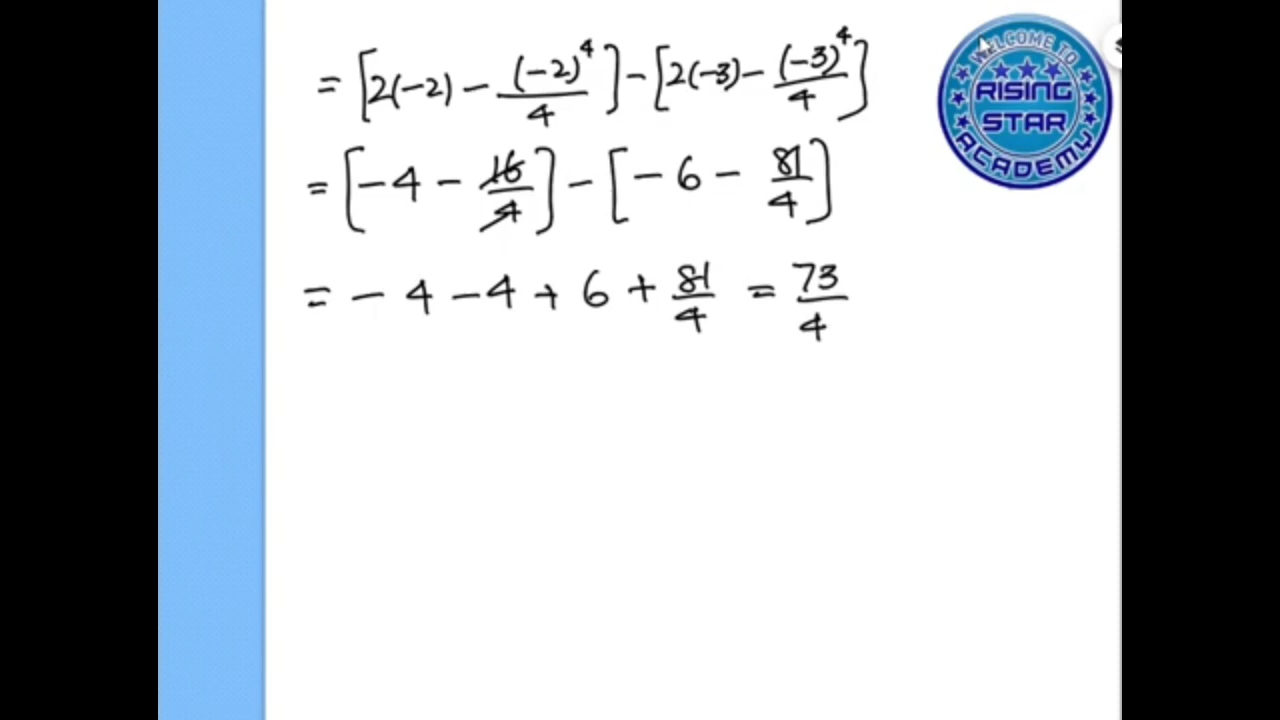 = [2(-2) - (-2)^4/4] - [2(-3) - (-3)^4/4]
= [-4 - 16/4] - [-6 - 81/4]
= -4 - 4 + 6 + 81/4 = 73/4
WELCOME TO
RISING
STAR
ACADEMY